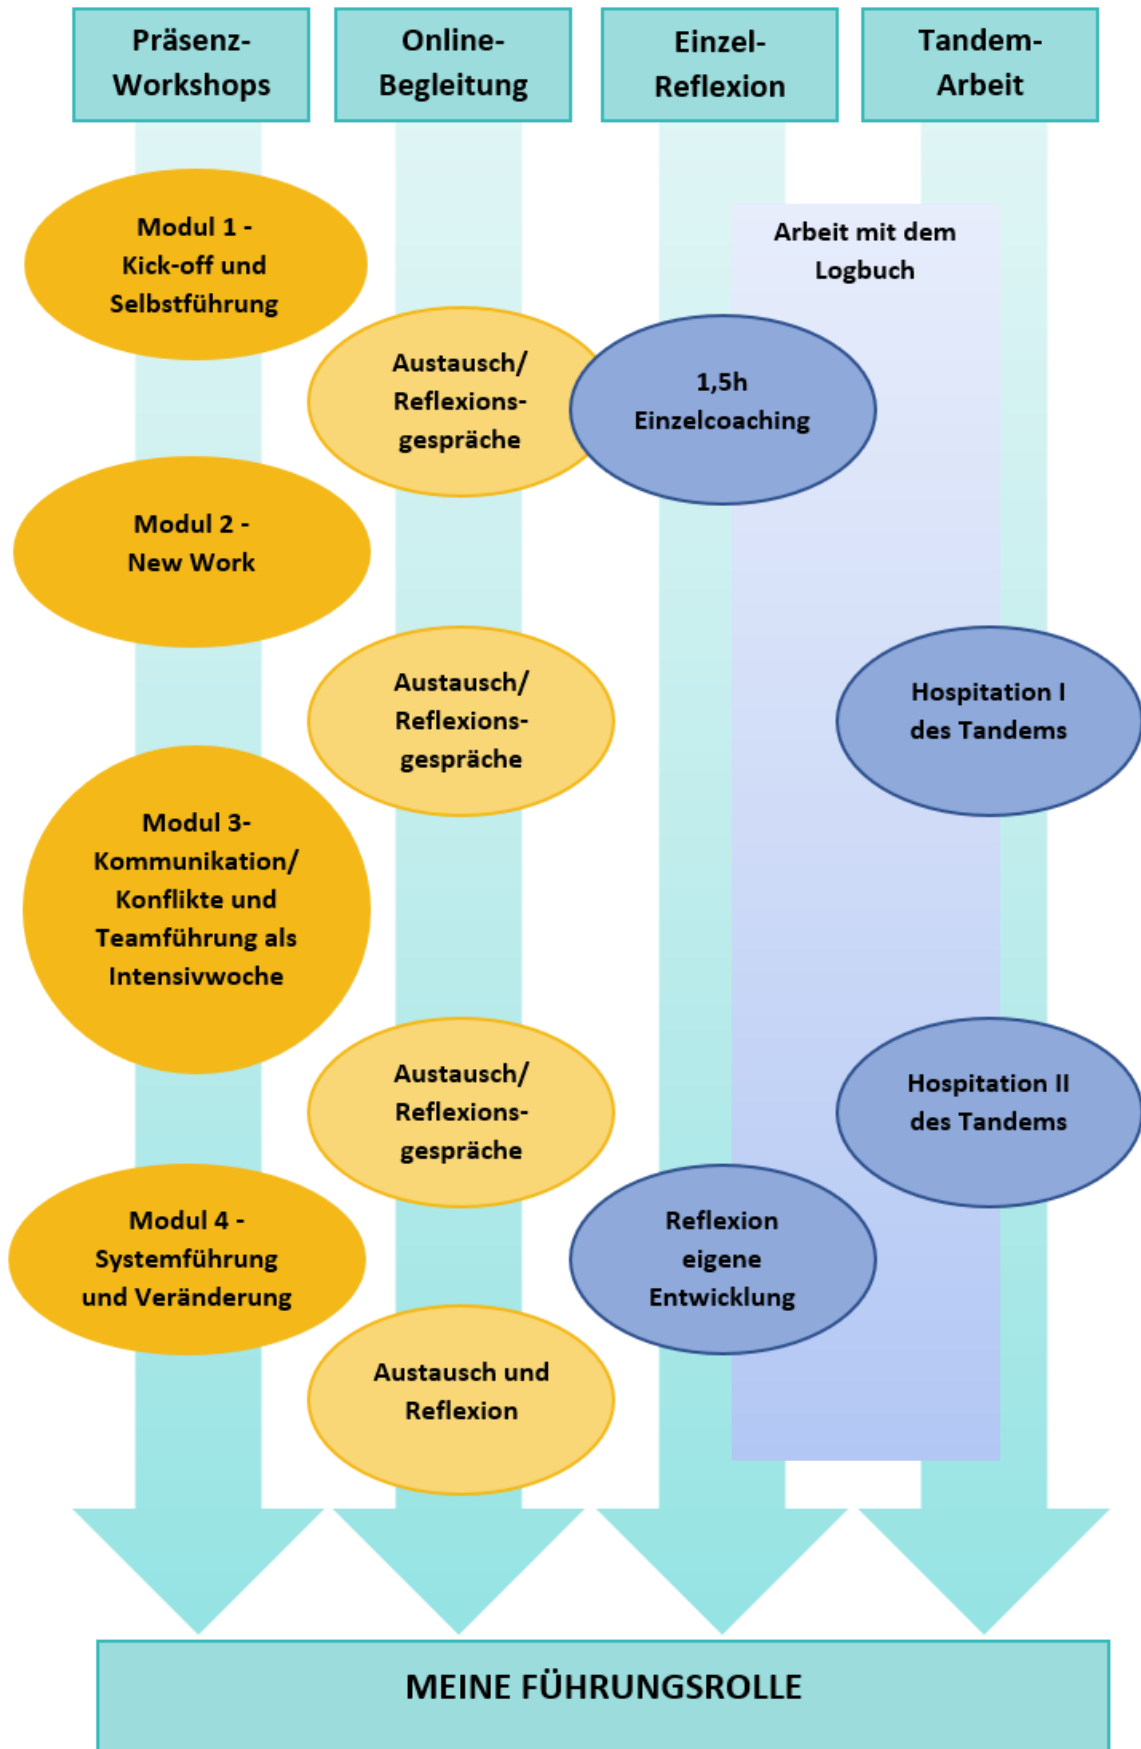 Präsenz-
Workshops
Online-
Begleitung
Einzel-
Reflexion
Tandem-
Arbeit
Modul 1 -
Kick-off und
Selbstführung
Arbeit mit dem
Logbuch
Austausch/
Reflexions-
gespräche
1,5h
Einzelcoaching
Modul 2 -
New Work
Austausch/
Reflexions-
gespräche
Hospitation I
des Tandems
Modul 3-
Kommunikation/
Konflikte und
Teamführung als
Intensivwoche
Austausch/
Reflexions-
gespräche
Hospitation II
des Tandems
Modul 4 -
Systemführung
und Veränderung
Reflexion
eigene
Entwicklung
Austausch und
Reflexion
MEINE FÜHRUNGSROLLE